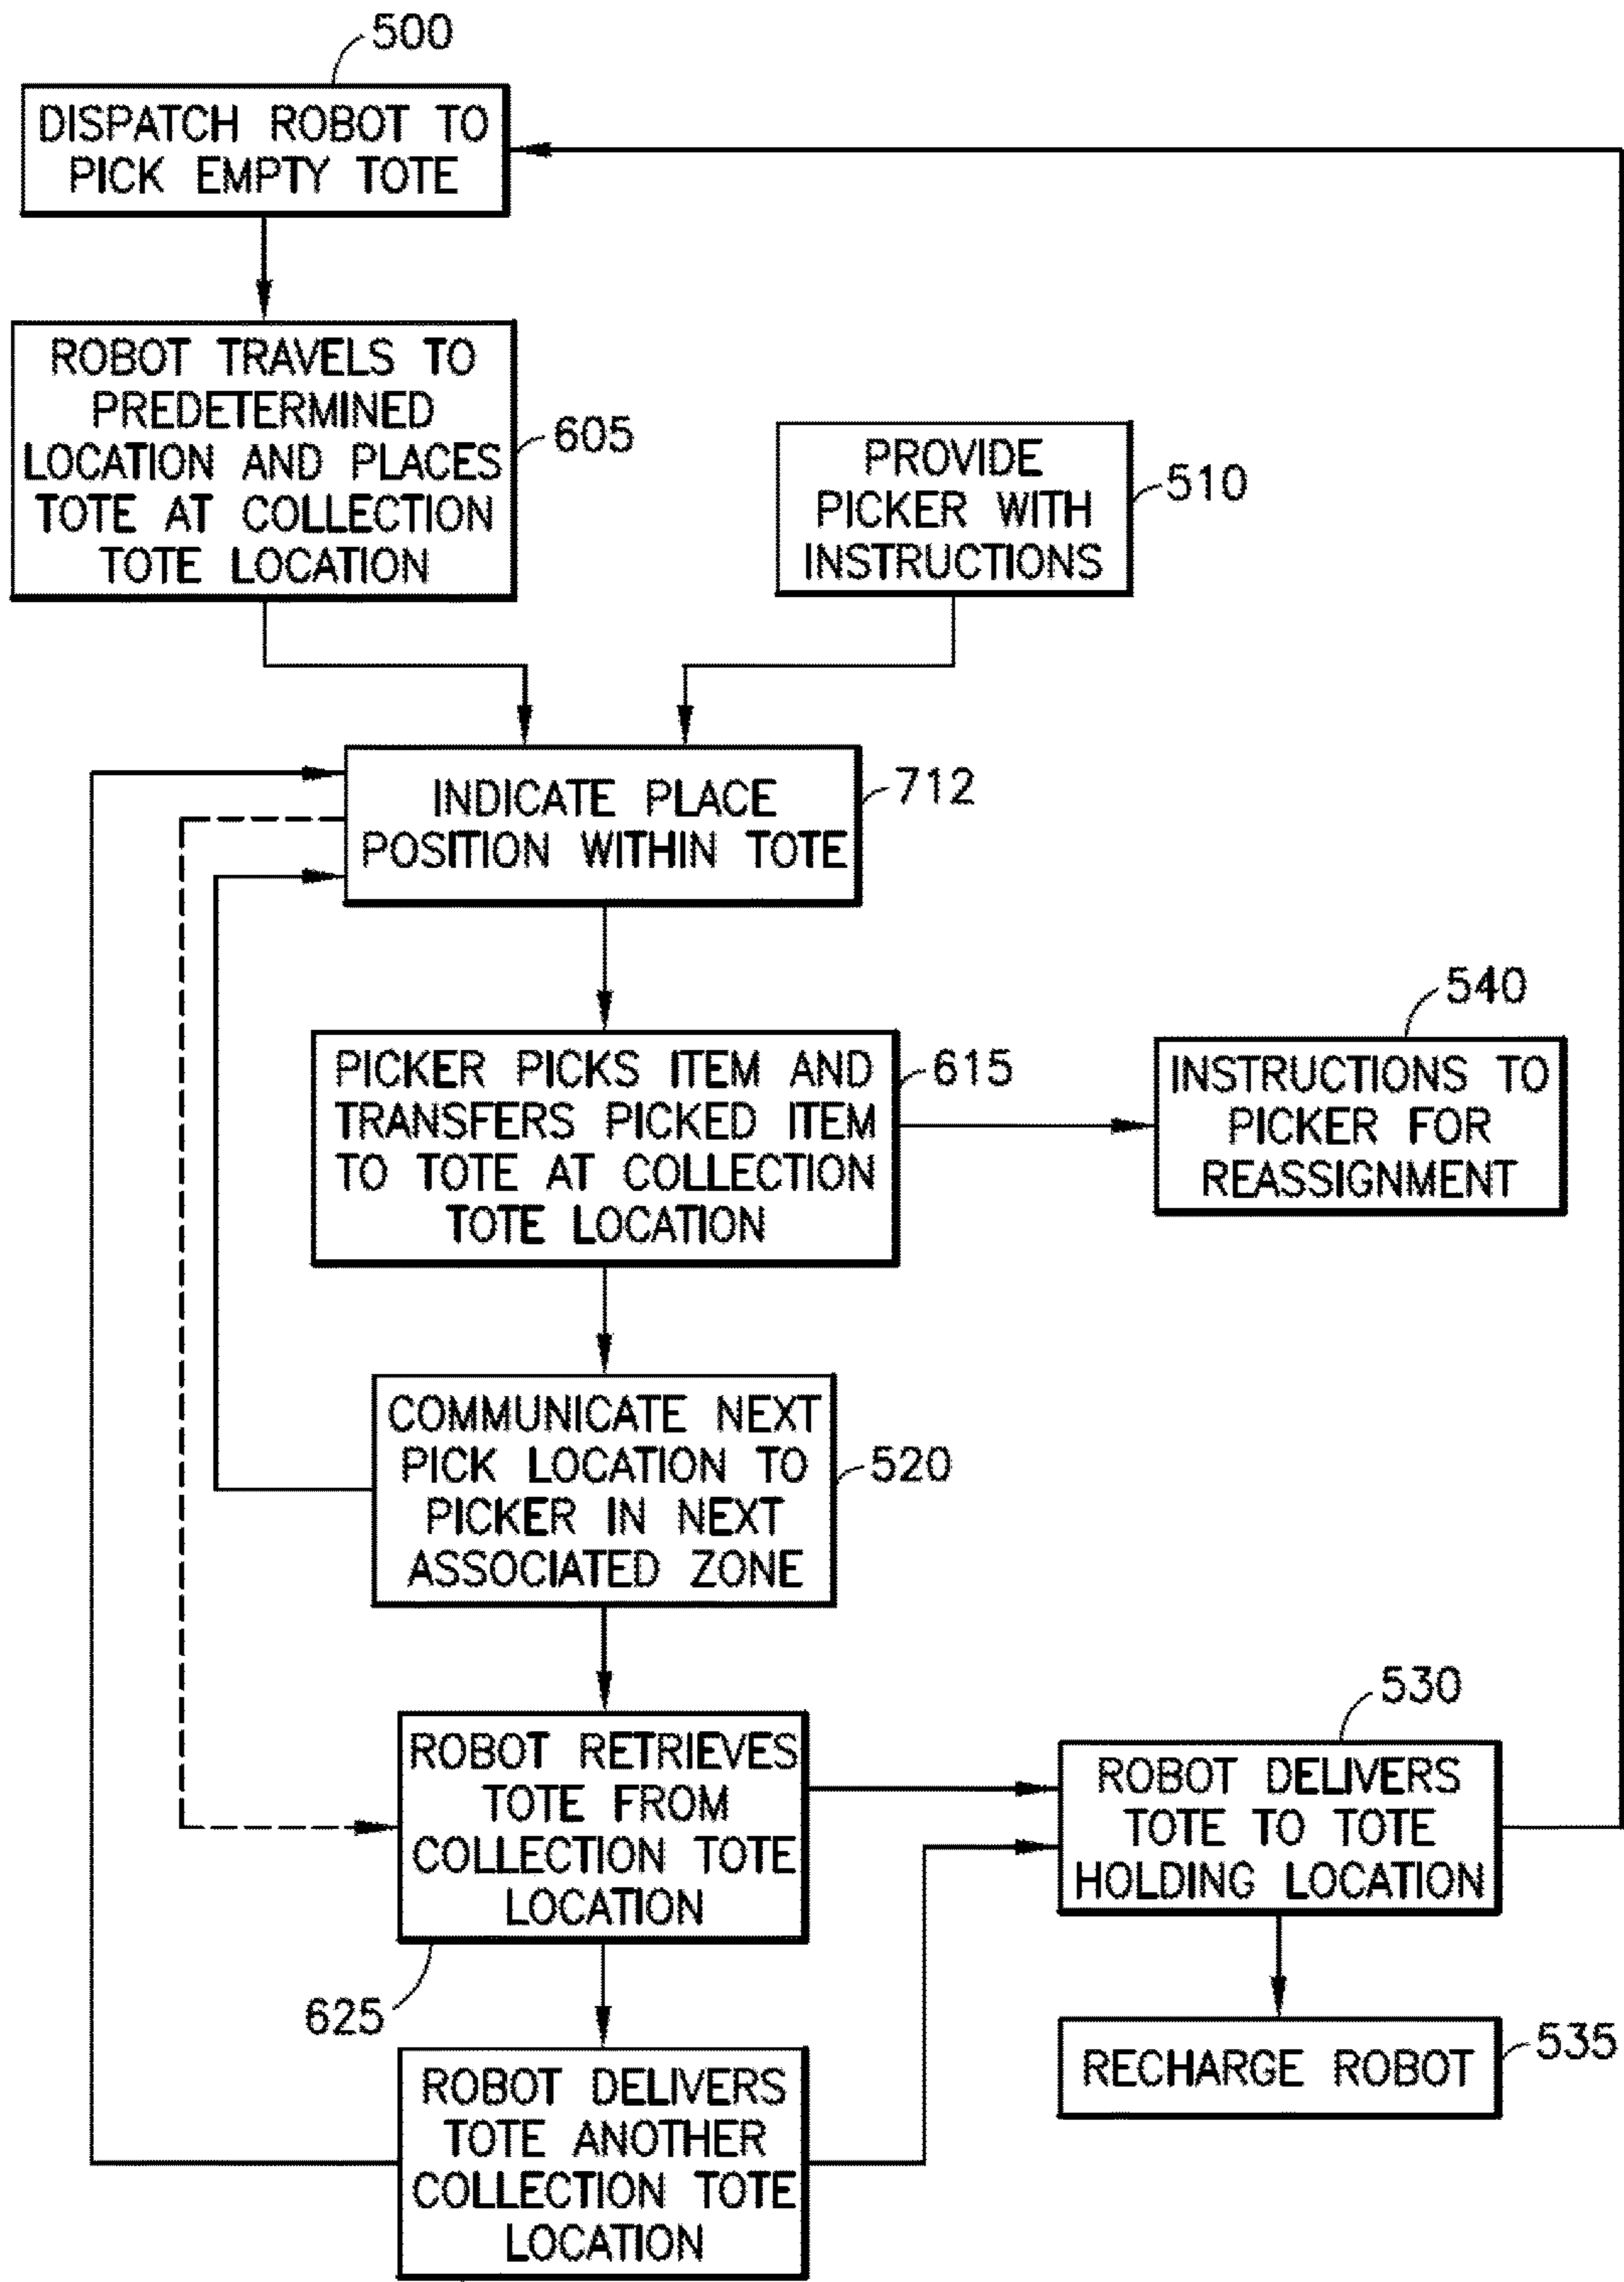 500
DISPATCH ROBOT TO
PICK EMPTY TOTE
ROBOT TRAVELS TO
PREDETERMINED
LOCATION AND PLACES
TOTE AT COLLECTION
TOTE LOCATION
605
PROVIDE
PICKER WITH
INSTRUCTIONS
510
INDICATE PLACE
POSITION WITHIN TOTE
712
PICKER PICKS ITEM AND
TRANSFERS PICKED ITEM
TO TOTE AT COLLECTION
TOTE LOCATION
615
540
INSTRUCTIONS TO
PICKER FOR
REASSIGNMENT
COMMUNICATE NEXT
PICK LOCATION TO
PICKER IN NEXT
ASSOCIATED ZONE
520
ROBOT RETRIEVES
TOTE FROM
COLLECTION TOTE
LOCATION
625
530
ROBOT DELIVERS
TOTE TO TOTE
HOLDING LOCATION
RECHARGE ROBOT
535
ROBOT DELIVERS
TOTE ANOTHER
COLLECTION TOTE
LOCATION